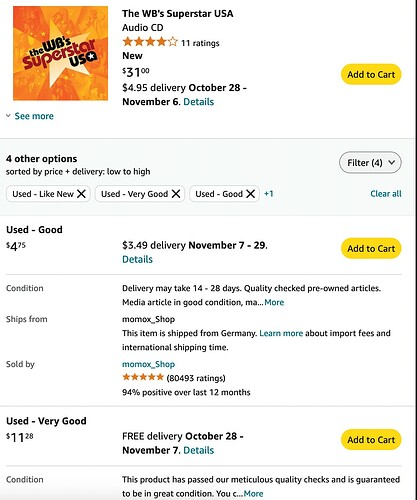 the WB's
Superstar
USA
The WB's Superstar USA
Audio CD
11 ratings
New
$3100
$4.95 delivery October 28 -
November 6. Details
Add to Cart
See more
4 other options
sorted by price + delivery: low to high
Filter (4)
Used - Like New
Used - Very Good
Used - Good
+1
Clear all
Used - Good
$475
$3.49 delivery November 7 - 29.
Details
Add to Cart
Condition
Delivery may take 14 - 28 days. Quality checked pre-owned articles.
Media article in good condition, ma...More
Ships from
momox_Shop
This item is shipped from Germany. Learn more about import fees and
international shipping time.
Sold by
momox_Shop
(80493 ratings)
94% positive over last 12 months
Used - Very Good
$1128
FREE delivery October 28 -
November 7. Details
Add to Cart
Condition
This product has passed our meticulous quality checks and is guaranteed
to be in great condition. You c...More